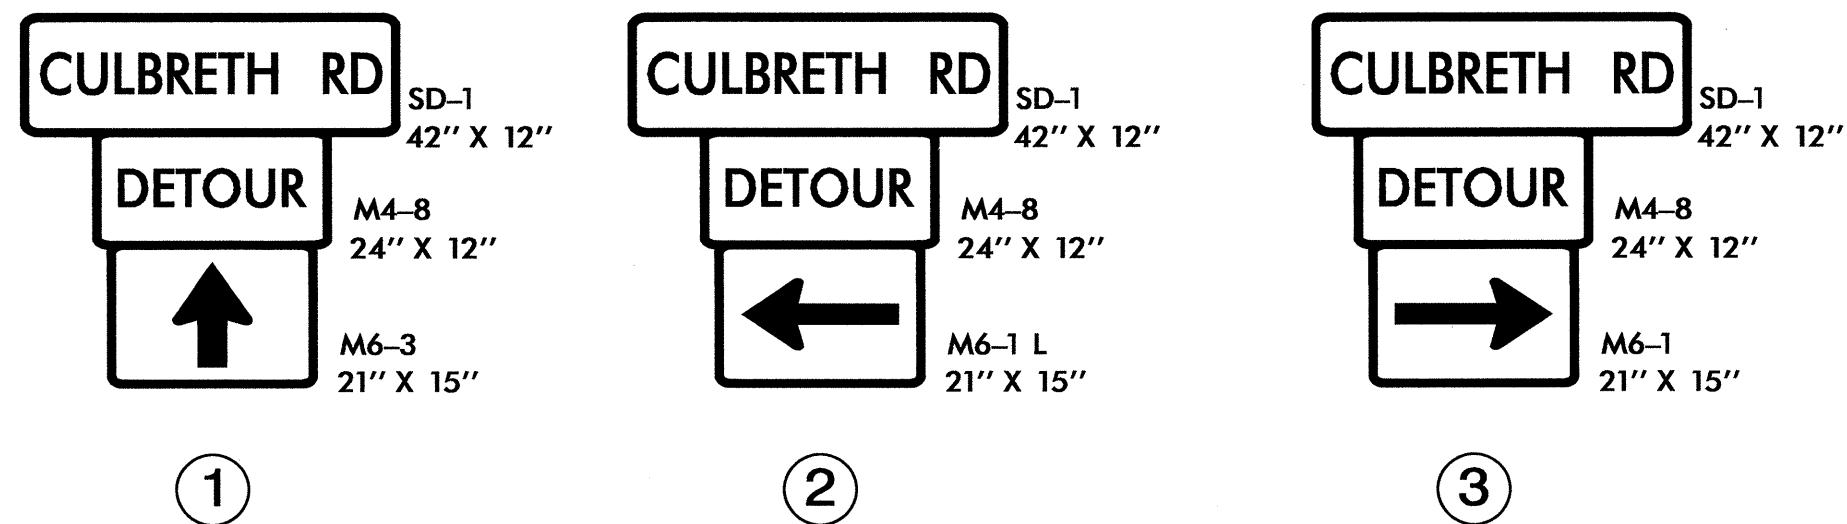 CULBRETH RD
SD–1
42" X 12"
DETOUR
M4–8
24" X 12"
M6–3
21" X 15"
1
CULBRETH RD
SD–1
42" X 12"
DETOUR
M4–8
24" X 12"
M6–1 L
21" X 15"
2
CULBRETH RD
SD–1
42" X 12"
DETOUR
M4–8
24" X 12"
M6–1
21" X 15"
3